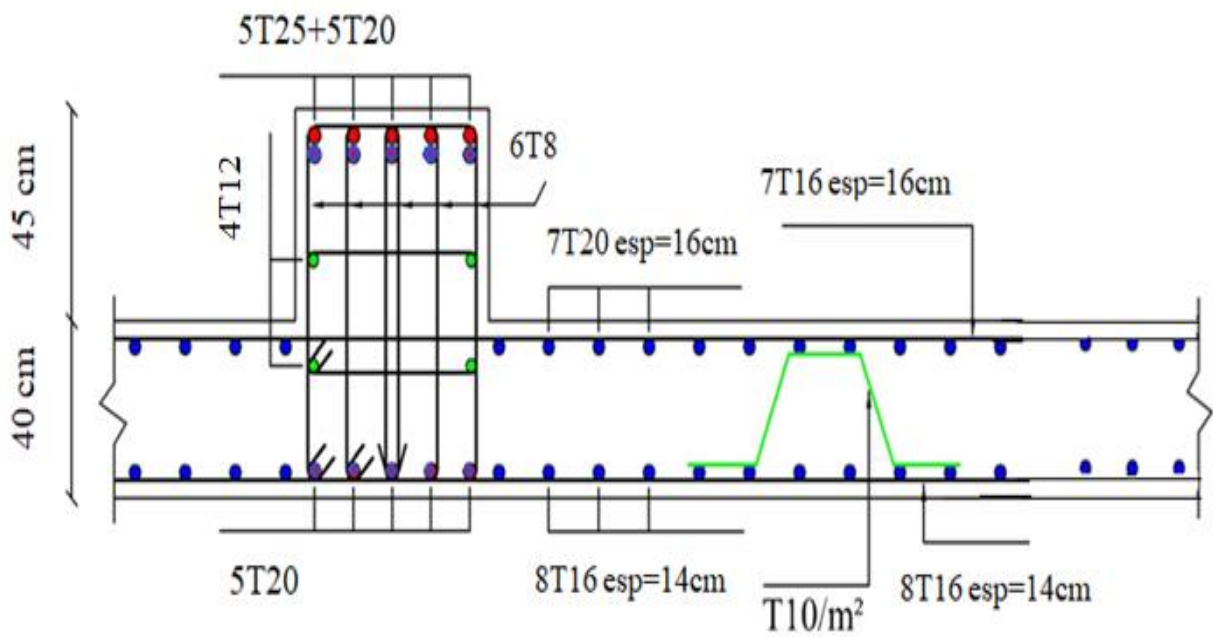 5T25+5T20
6T8
4T12
45 cm
7T16 esp=16cm
7T20 esp=16cm
40 cm
5T20
8T16 esp=14cm
T10/m²
8T16 esp=14cm